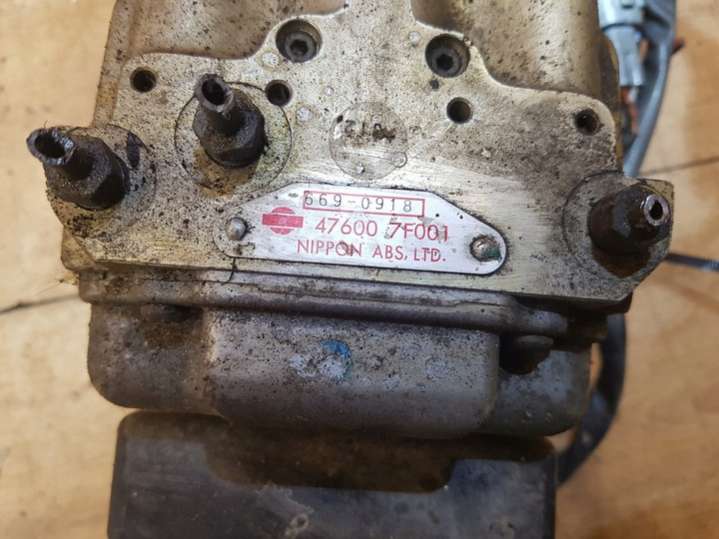 669-0918
47600 7F001
NIPPON ABS, LTD.